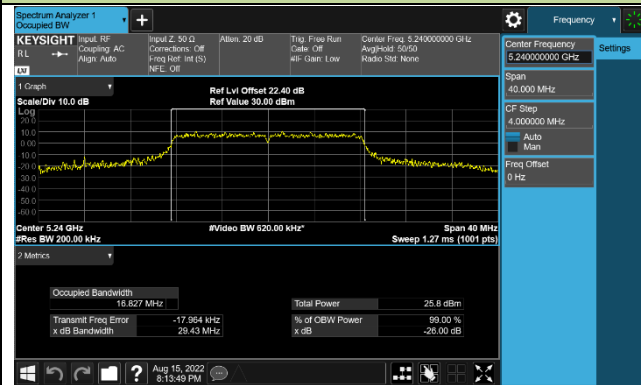 Spectrum Analyzer 1
Occupied BW
Frequency
KEYSIGHT
RL
LXI
Input: RF
Coupling: AC
Align: Auto
Input Z: 50 Ω
Corrections: Off
Freq Ref: Int (S)
NFE: Off
Atten: 20 dB
Trig: Free Run
Gate: Off
#IF Gain: Low
Center Freq: 5.240000000 GHz
Avg|Hold: 50/50
Radio Std: None
Center Frequency
5.240000000 GHz
Settings
Span
40.000 MHz
CF Step
4.000000 MHz
Auto
Man
Freq Offset
0 Hz
1 Graph
Scale/Div 10.0 dB
Ref Lvl Offset 22.40 dB
Ref Value 30.00 dBm
Log
20.0
10.0
0.00
-10.0
-20.0
-30.0
-40.0
-50.0
-60.0
Center 5.24 GHz
#Video BW 620.00 kHz*
Span 40 MHz
#Res BW 200.00 kHz
Sweep 1.27 ms (1001 pts)
2 Metrics
Occupied Bandwidth
16.827 MHz
Total Power
25.8 dBm
Transmit Freq Error
-17.964 kHz
% of OBW Power
99.00 %
x dB Bandwidth
29.43 MHz
x dB
-26.00 dB
Aug 15, 2022
8:13:49 PM